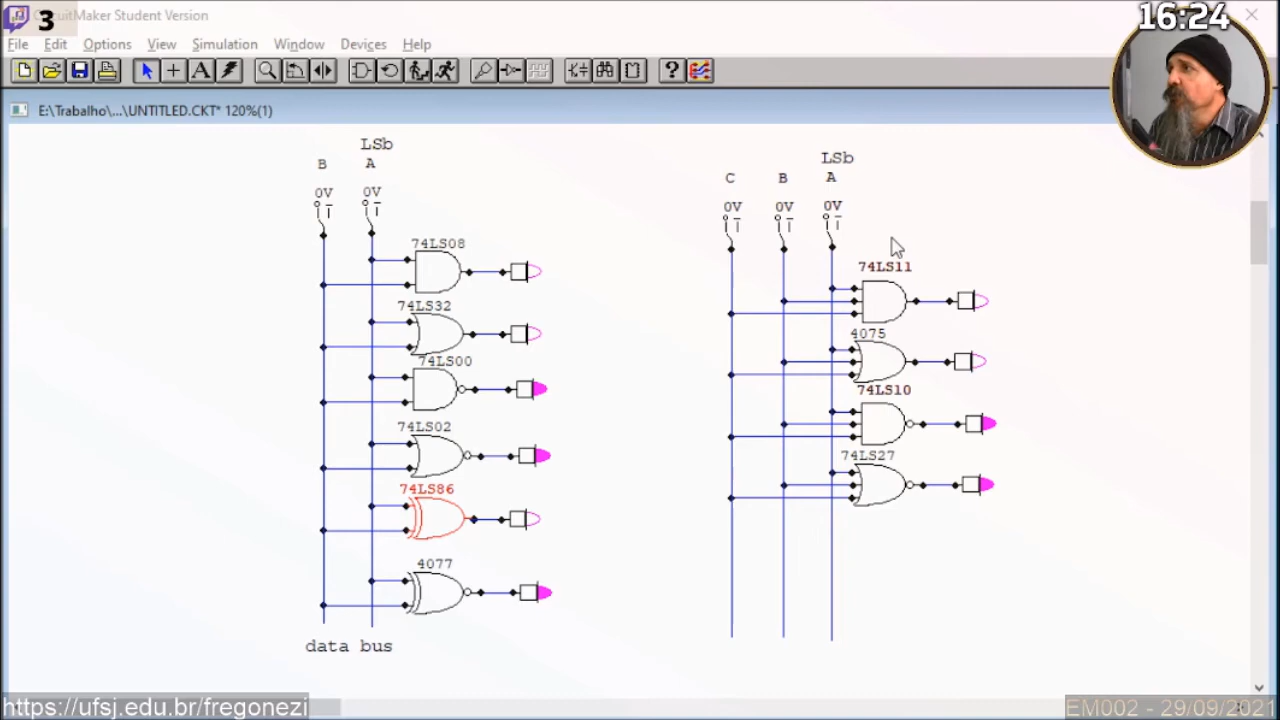 3
CircuitMaker Student Version
16:24
File Edit Options View Simulation Window Devices Help
A
?
E:\Trabalho\...\UNTITLED.CKT* 120%(1)
LSb
B A
0V 0V
74LS08
74LS32
74LS00
74LS02
74LS86
4077
data bus
LSb
C B A
0V 0V 0V
74LS11
4075
74LS10
74LS27
https://ufsj.edu.br/fregonezi
EM002 - 29/09/2021